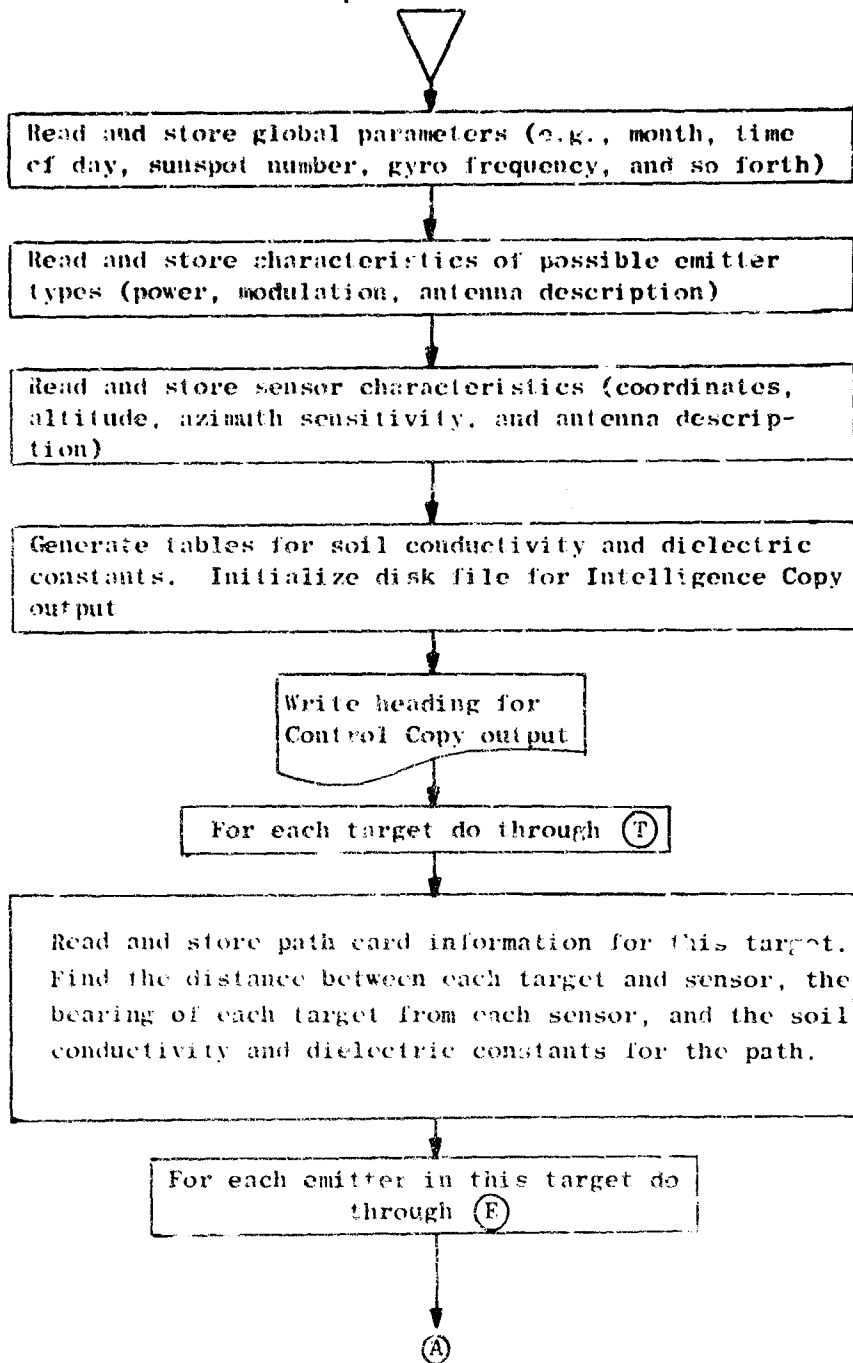 Read and store global parameters (e.g., month, time
of day, sunspot number, gyro frequency, and so forth)
Read and store characteristics of possible emitter
types (power, modulation, antenna description)
Read and store sensor characteristics (coordinates,
altitude, azimuth sensitivity, and antenna descrip-
tion)
Generate tables for soil conductivity and dielectric
constants. Initialize disk file for Intelligence Copy
output
Write heading for
Control Copy output
For each target do through (T)
Read and store path card information for this target.
Find the distance between each target and sensor, the
bearing of each target from each sensor, and the soil
conductivity and dielectric constants for the path.
For each emitter in this target do
through (E)
(A)